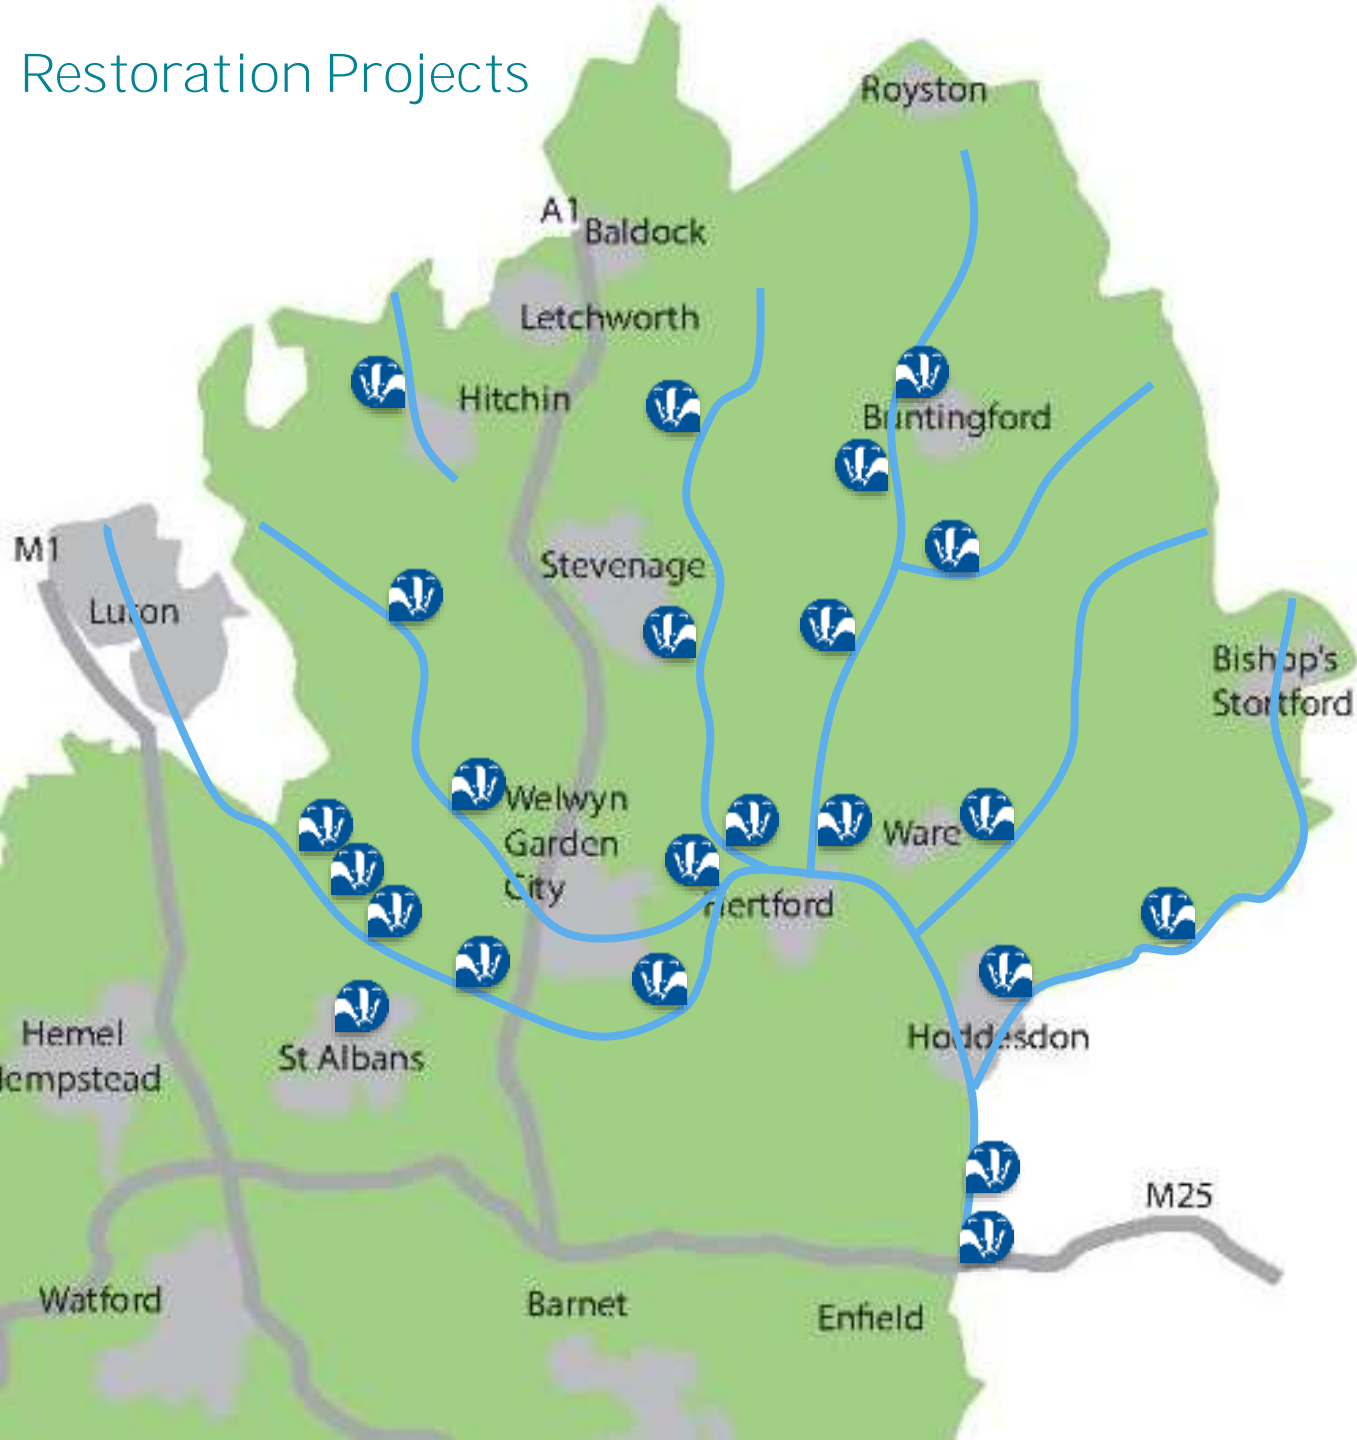 Restoration Projects
Royston
A1
Baldock
Letchworth
Hitchin
Buntingford
M1
Stevenage
Luton
Bishop's
Stortford
Welwyn
Garden
City
Ware
Hertford
Hemel
Hempstead
St Albans
Hoddesdon
M25
Watford
Barnet
Enfield